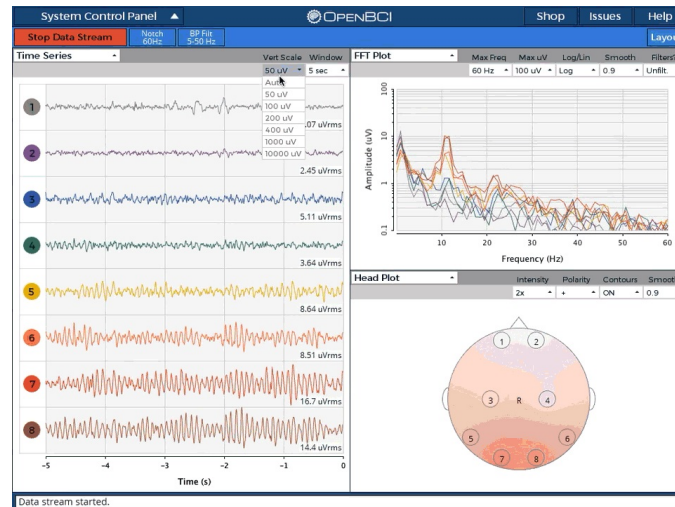 System Control Panel
OPENBCI
Shop
Issues
Help
Stop Data Stream
Notch
60Hz
BP Filt
5-50 Hz
Layou
Time Series
Vert Scale
Window
50 uV
5 sec
Auto
50 uV
100 uV
200 uV
400 uV
1000 uV
10000 uV
1
.07 uVrms
2
2.45 uVrms
3
5.11 uVrms
4
3.64 uVrms
5
8.64 uVrms
6
8.51 uVrms
7
16.7 uVrms
8
14.4 uVrms
-5 -4 -3 -2 -1 0
Time (s)
FFT Plot
Max Freq
Max uV
Log/Lin
Smooth
Filters?
60 Hz
100 uV
Log
0.9
Unfilt.
Amplitude (uV)
100
10
1
0.1
10 20 30 40 50 60
Frequency (Hz)
Head Plot
Intensity
Polarity
Contours
Smoot
2x
+
ON
0.9
1 2
3 R 4
5 6
7 8
Data stream started.